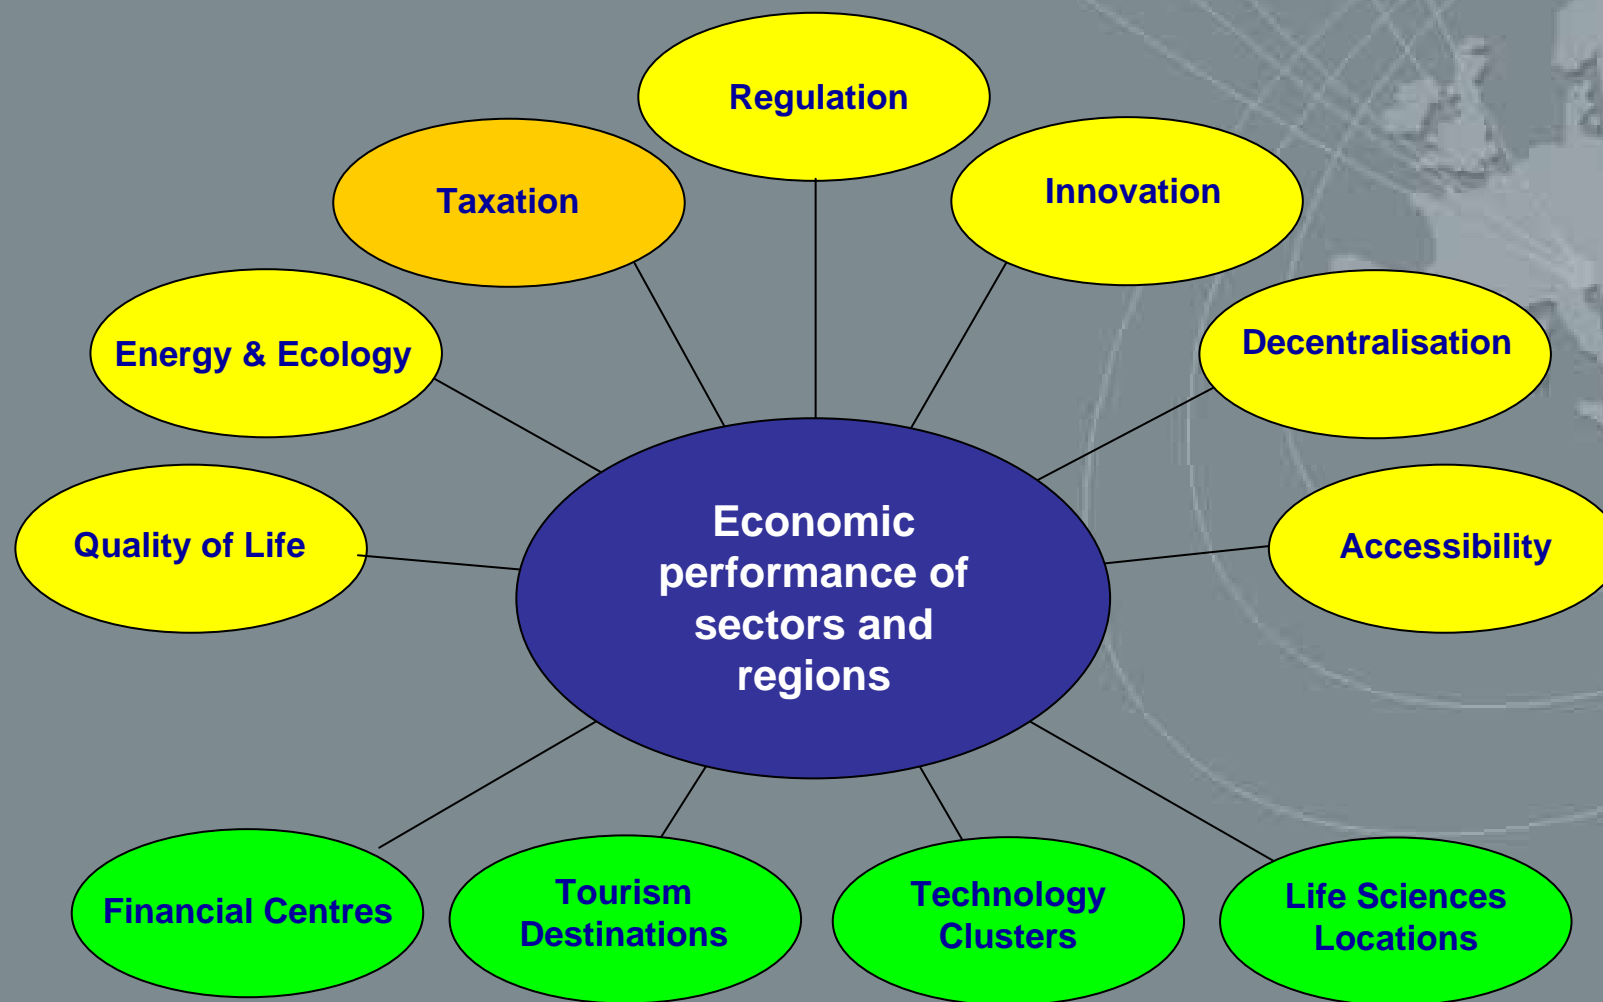 Regulation
Taxation
Innovation
Energy & Ecology
Decentralisation
Quality of Life
Accessibility
Economic
performance of
sectors and
regions
Financial Centres
Tourism
Destinations
Technology
Clusters
Life Sciences
Locations